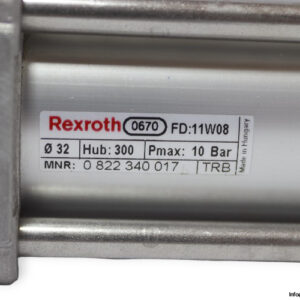 Rexroth 0670 FD:11W08
Ø 32 Hub: 300 Pmax: 10 Bar
MNR: 0 822 340 017 TRB
Made in Hungary